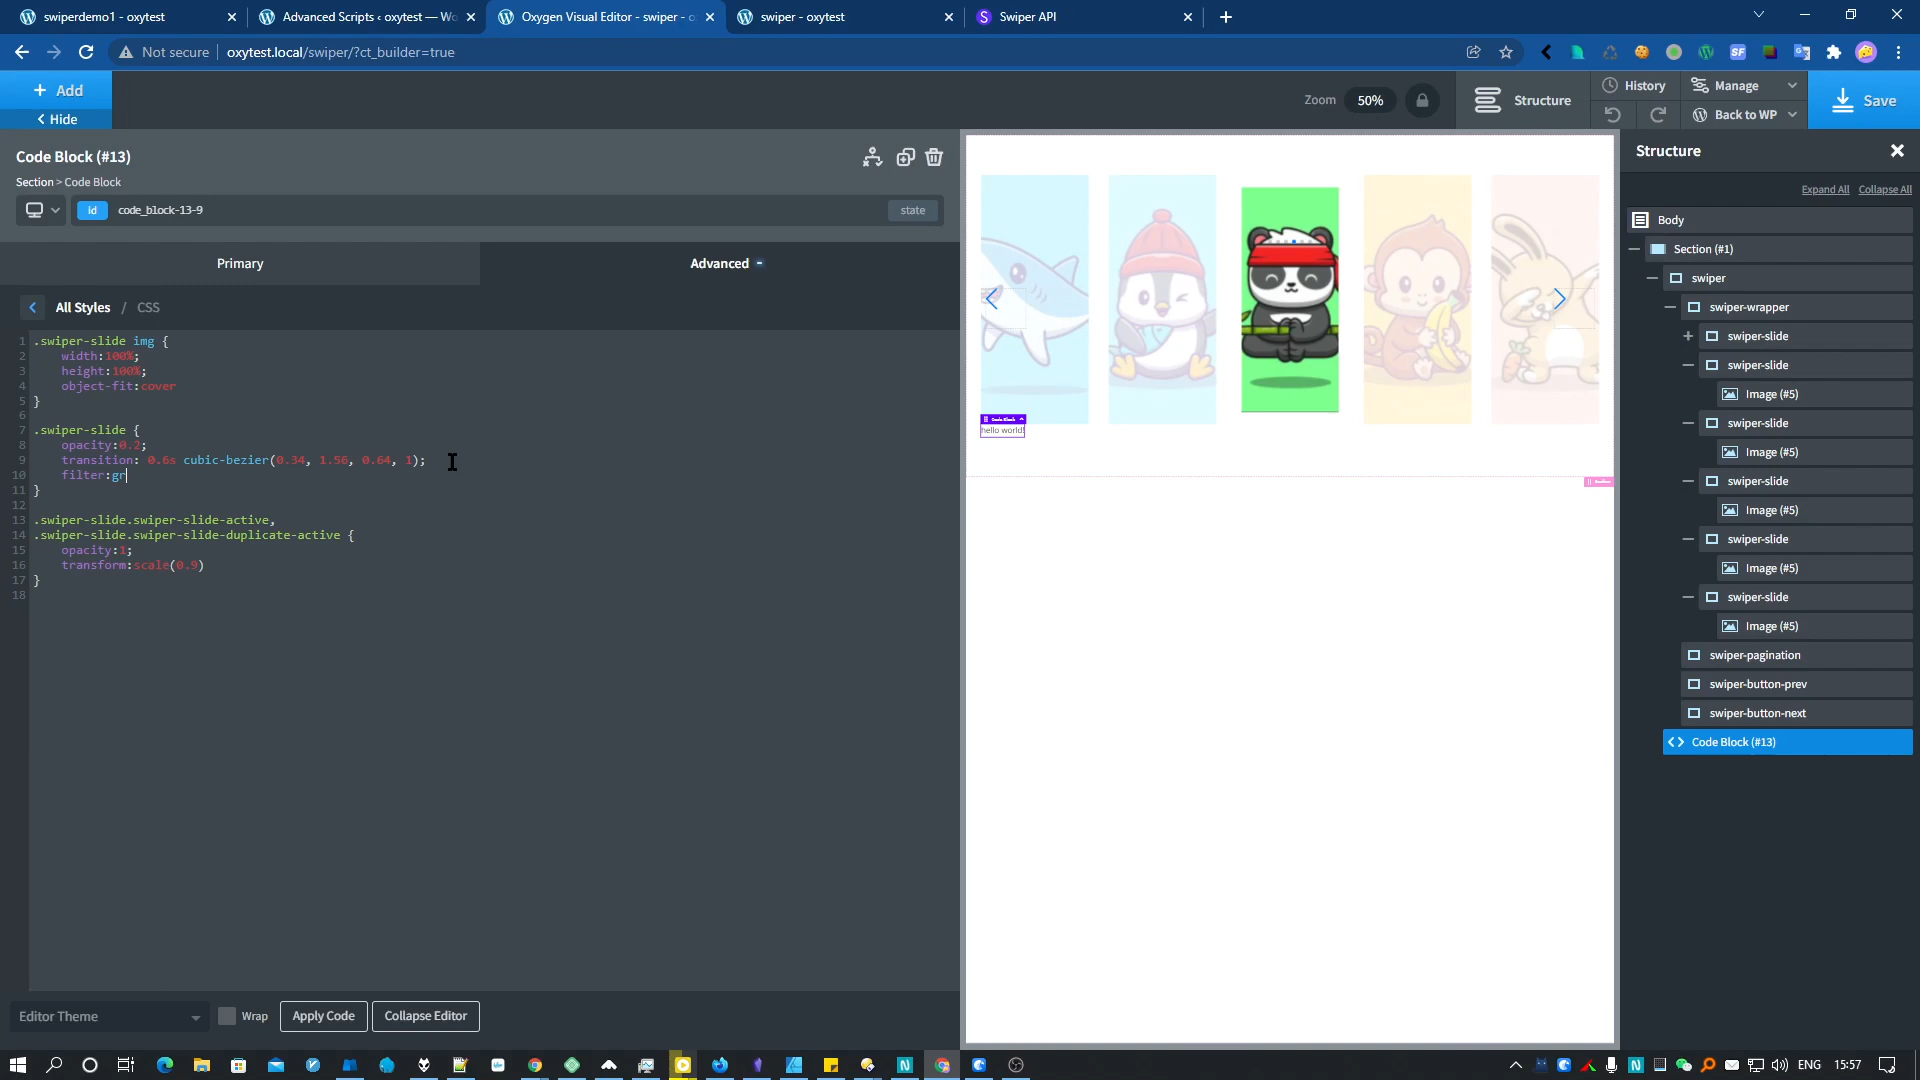 swiperdemo1 - oxytest
Advanced Scripts ‹ oxytest — Wo
Oxygen Visual Editor - swiper - o
swiper - oxytest
Swiper API
Not secure
oxytest.local/swiper/?ct_builder=true
+ Add
Hide
Zoom
50%
Structure
History
Manage
Back to WP
Save
Code Block (#13)
Section > Code Block
id
code_block-13-9
state
Primary
Advanced
All Styles / CSS
1 .swiper-slide img {
2 width:100%;
3 height:100%;
4 object-fit:cover
5 }
6
7 .swiper-slide {
8 opacity:0.2;
9 transition: 0.6s cubic-bezier(0.34, 1.56, 0.64, 1);
10 filter:gr
11 }
12
13 .swiper-slide.swiper-slide-active,
14 .swiper-slide.swiper-slide-duplicate-active {
15 opacity:1;
16 transform:scale(0.9)
17 }
18
Editor Theme
Wrap
Apply Code
Collapse Editor
Code Block
hello world!
Structure
Expand All
Collapse All
Body
Section (#1)
swiper
swiper-wrapper
swiper-slide
swiper-slide
Image (#5)
swiper-slide
Image (#5)
swiper-slide
Image (#5)
swiper-slide
Image (#5)
swiper-slide
Image (#5)
swiper-pagination
swiper-button-prev
swiper-button-next
Code Block (#13)
ENG
15:57